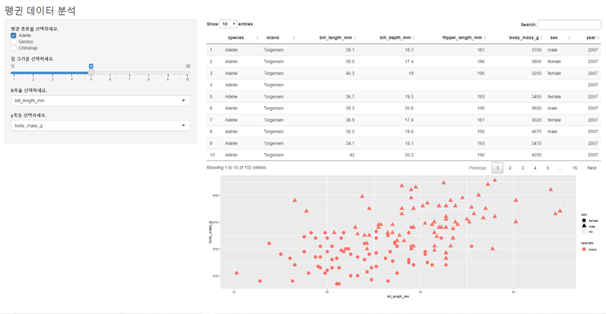 펭귄 데이터 분석
펭귄 종류를 선택하세요.
Adelie
Gentoo
Chinstrap
점 크기를 선택하세요
0 5 10
X축을 선택하세요.
bill_length_mm
y축을 선택하세요.
body_mass_g
Show 10 entries Search:
species island bill_length_mm bill_depth_mm flipper_length_mm body_mass_g sex year
1 Adelie Torgersen 39.1 18.7 181 3750 male 2007
2 Adelie Torgersen 39.5 17.4 186 3800 female 2007
3 Adelie Torgersen 40.3 18 195 3250 female 2007
4 Adelie Torgersen 2007
5 Adelie Torgersen 36.7 19.3 193 3450 female 2007
6 Adelie Torgersen 39.3 20.6 190 3650 male 2007
7 Adelie Torgersen 38.9 17.8 181 3625 female 2007
8 Adelie Torgersen 39.2 19.6 195 4675 male 2007
9 Adelie Torgersen 34.1 18.1 193 3475 2007
10 Adelie Torgersen 42 20.2 190 4250 2007
Showing 1 to 10 of 152 entries Previous 1 2 3 4 5 … 16 Next
body_mass_g
bill_length_mm
sex
female
male
NA
species
Adelie